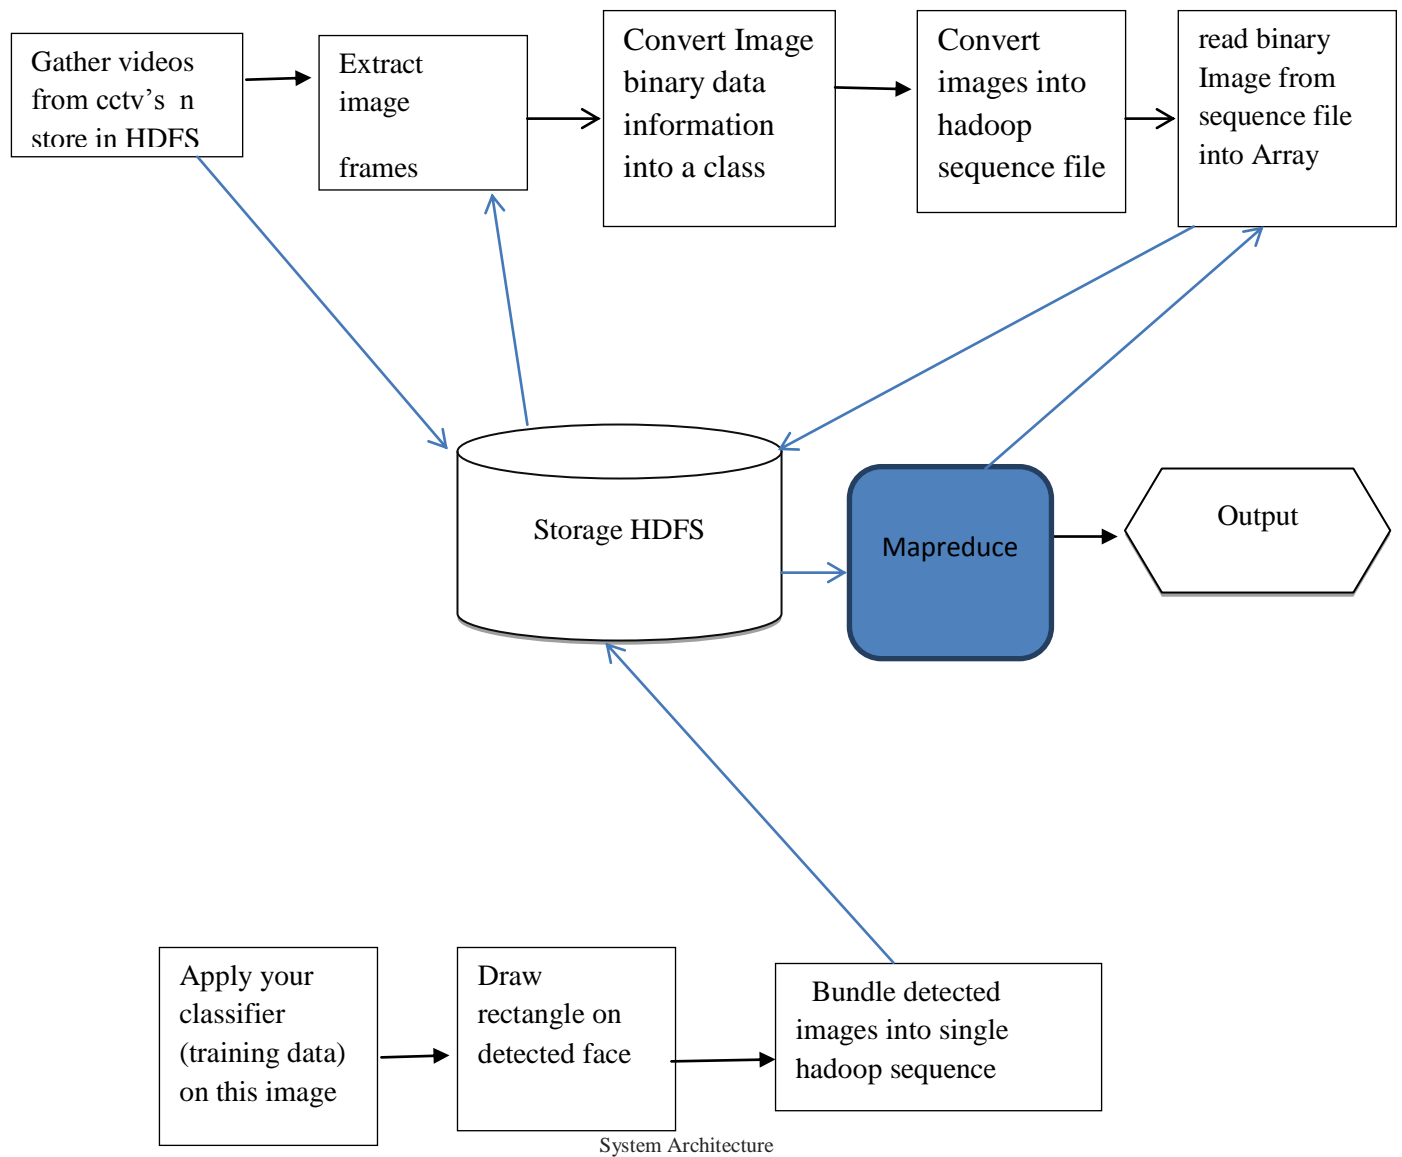 Gather videos
from cctv's n
store in HDFS
Extract
image
frames
Convert Image
binary data
information
into a class
Convert
images into
hadoop
sequence file
read binary
Image from
sequence file
into Array
Storage HDFS
Mapreduce
Output
Apply your
classifier
(training data)
on this image
Draw
rectangle on
detected face
Bundle detected
images into single
hadoop sequence
System Architecture